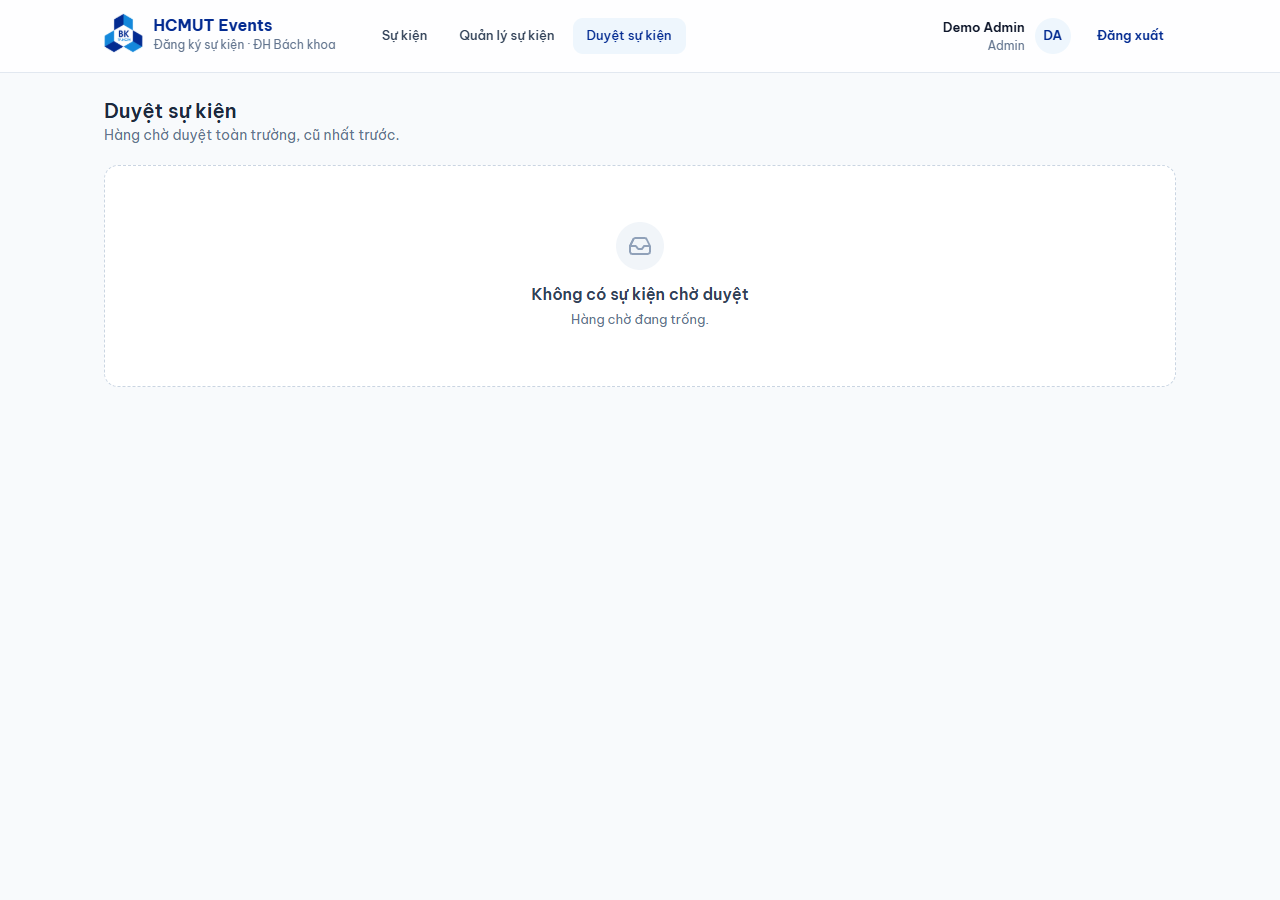 HCMUT Events
Đăng ký sự kiện · ĐH Bách khoa
Sự kiện
Quản lý sự kiện
Duyệt sự kiện
Demo Admin
Admin
DA
Đăng xuất
Duyệt sự kiện
Hàng chờ duyệt toàn trường, cũ nhất trước.
Không có sự kiện chờ duyệt
Hàng chờ đang trống.
BK